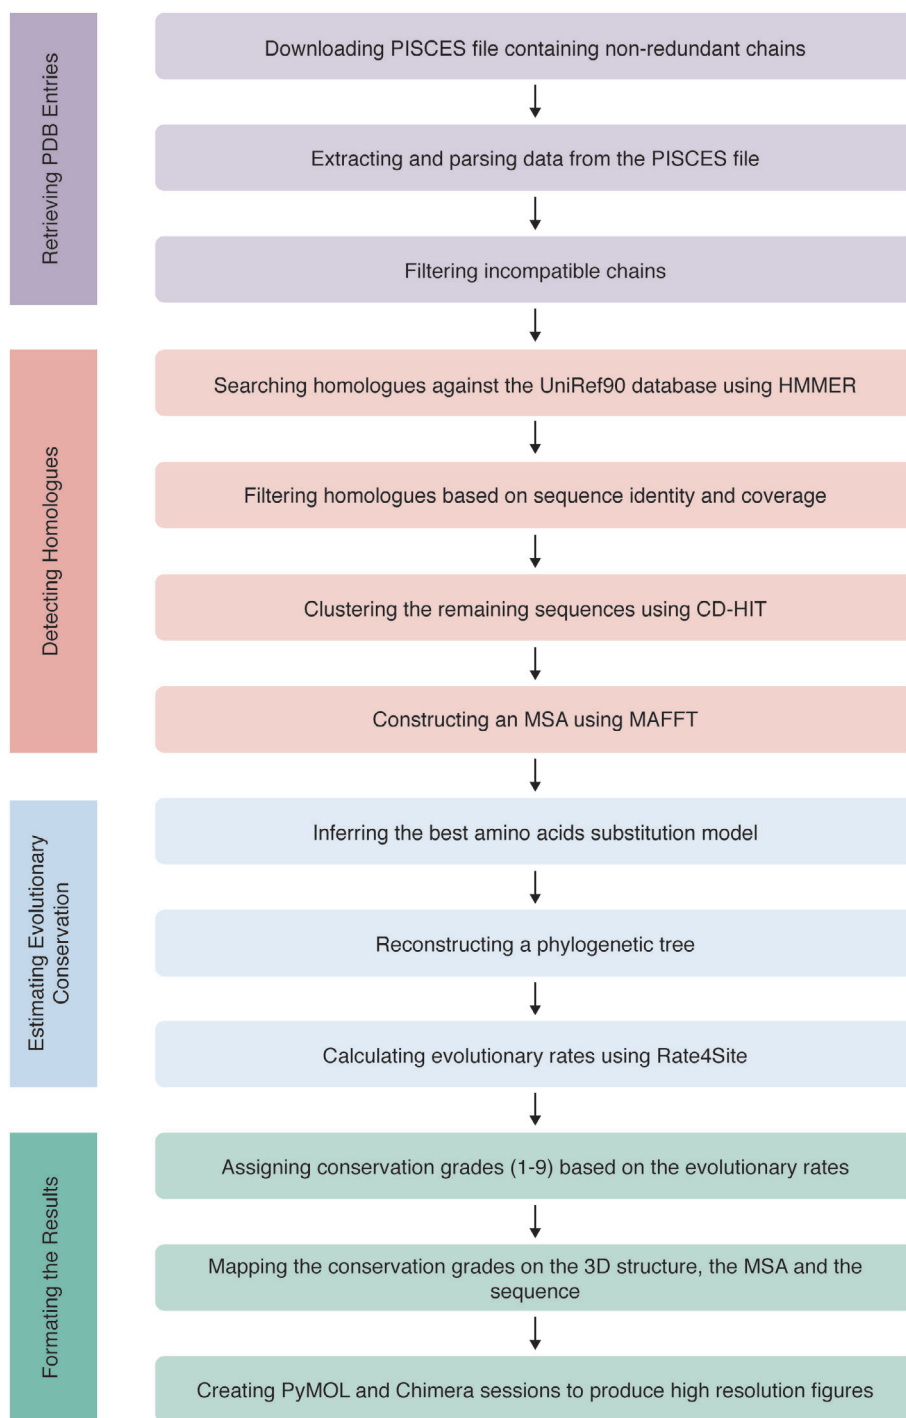 Retrieving PDB Entries
Downloading PISCES file containing non-redundant chains
Extracting and parsing data from the PISCES file
Filtering incompatible chains
Detecting Homologues
Searching homologues against the UniRef90 database using HMMER
Filtering homologues based on sequence identity and coverage
Clustering the remaining sequences using CD-HIT
Constructing an MSA using MAFFT
Estimating Evolutionary
Conservation
Inferring the best amino acids substitution model
Reconstructing a phylogenetic tree
Calculating evolutionary rates using Rate4Site
Formating the Results
Assigning conservation grades (1-9) based on the evolutionary rates
Mapping the conservation grades on the 3D structure, the MSA and the
sequence
Creating PyMOL and Chimera sessions to produce high resolution figures